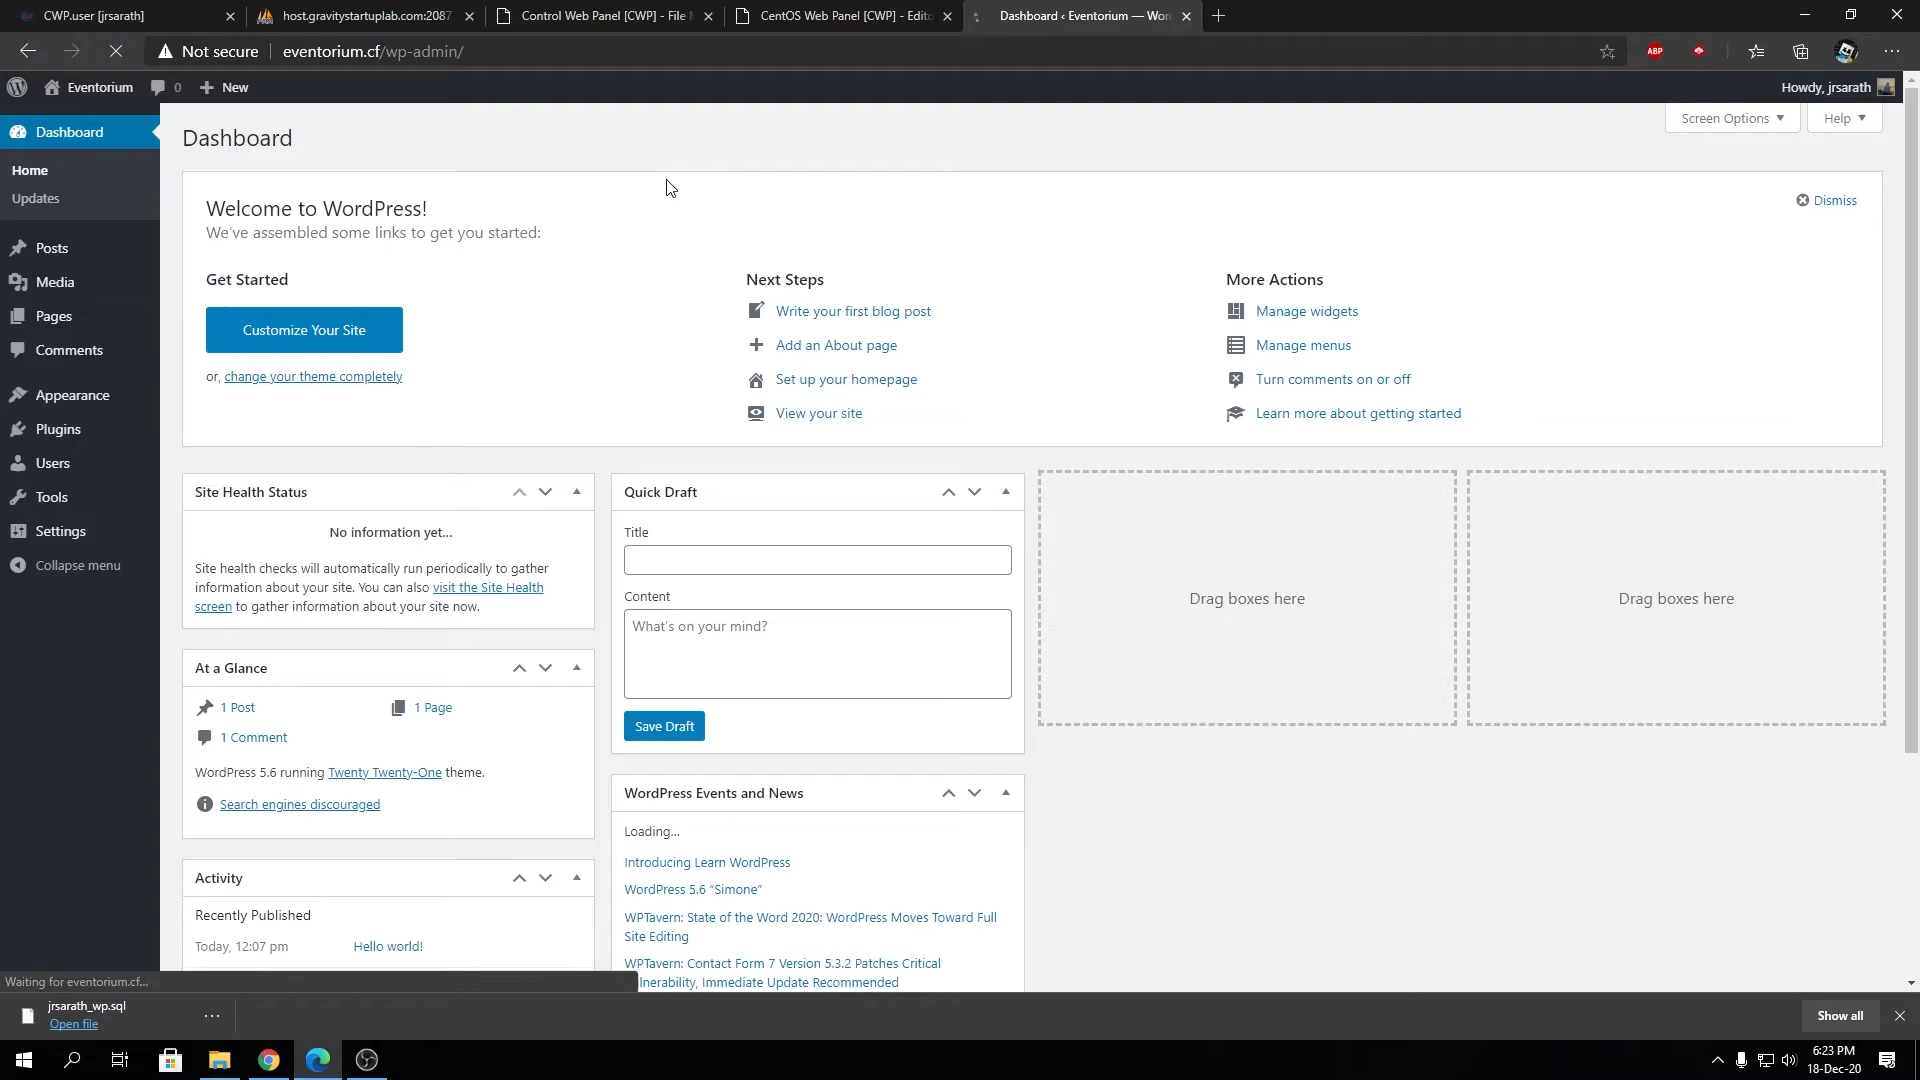 CWP.user [jrsarath]
host.gravitystartuplab.com:2087
Control Web Panel [CWP] - File M
CentOS Web Panel [CWP] - Edito
Dashboard ‹ Eventorium — Wor
Not secure
eventorium.cf/wp-admin/
ABP
Eventorium
0
New
Howdy, jrsarath
Dashboard
Home
Updates
Posts
Media
Pages
Comments
Appearance
Plugins
Users
Tools
Settings
Collapse menu
Dashboard
Screen Options
Help
Welcome to WordPress!
We've assembled some links to get you started:
Dismiss
Get Started
Customize Your Site
or, change your theme completely
Next Steps
Write your first blog post
Add an About page
Set up your homepage
View your site
More Actions
Manage widgets
Manage menus
Turn comments on or off
Learn more about getting started
Site Health Status
No information yet...
Site health checks will automatically run periodically to gather
information about your site. You can also visit the Site Health
screen to gather information about your site now.
At a Glance
1 Post
1 Page
1 Comment
WordPress 5.6 running Twenty Twenty-One theme.
Search engines discouraged
Activity
Recently Published
Today, 12:07 pm
Hello world!
Quick Draft
Title
Content
What's on your mind?
Save Draft
WordPress Events and News
Loading...
Introducing Learn WordPress
WordPress 5.6 “Simone”
WPTavern: State of the Word 2020: WordPress Moves Toward Full
Site Editing
WPTavern: Contact Form 7 Version 5.3.2 Patches Critical
lnerability, Immediate Update Recommended
Drag boxes here
Drag boxes here
Waiting for eventorium.cf...
jrsarath_wp.sql
Open file
Show all
6:23 PM
18-Dec-20